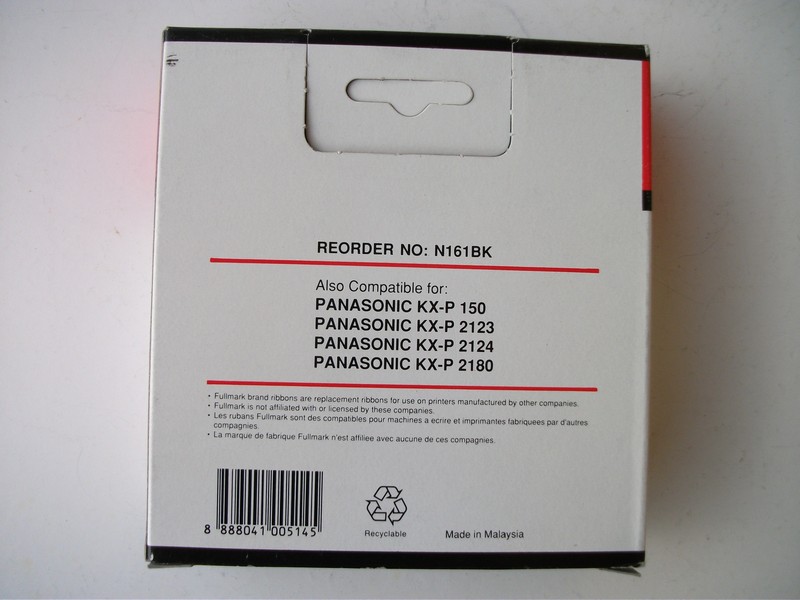 REORDER NO: N161BK
Also Compatible for:
PANASONIC KX-P 150
PANASONIC KX-P 2123
PANASONIC KX-P 2124
PANASONIC KX-P 2180
• Fullmark brand ribbons are replacement ribbons for use on printers manufactured by other companies.
• Fullmark is not affiliated with or licensed by these companies.
• Les rubans Fullmark sont des compatibles pour machines a ecrire et imprimantes fabriquees par d'autres
compagnies.
• La marque de fabrique Fullmark n'est affiliee avec aucune de ces compagnies.
8 888041 005145
Recyclable
Made in Malaysia